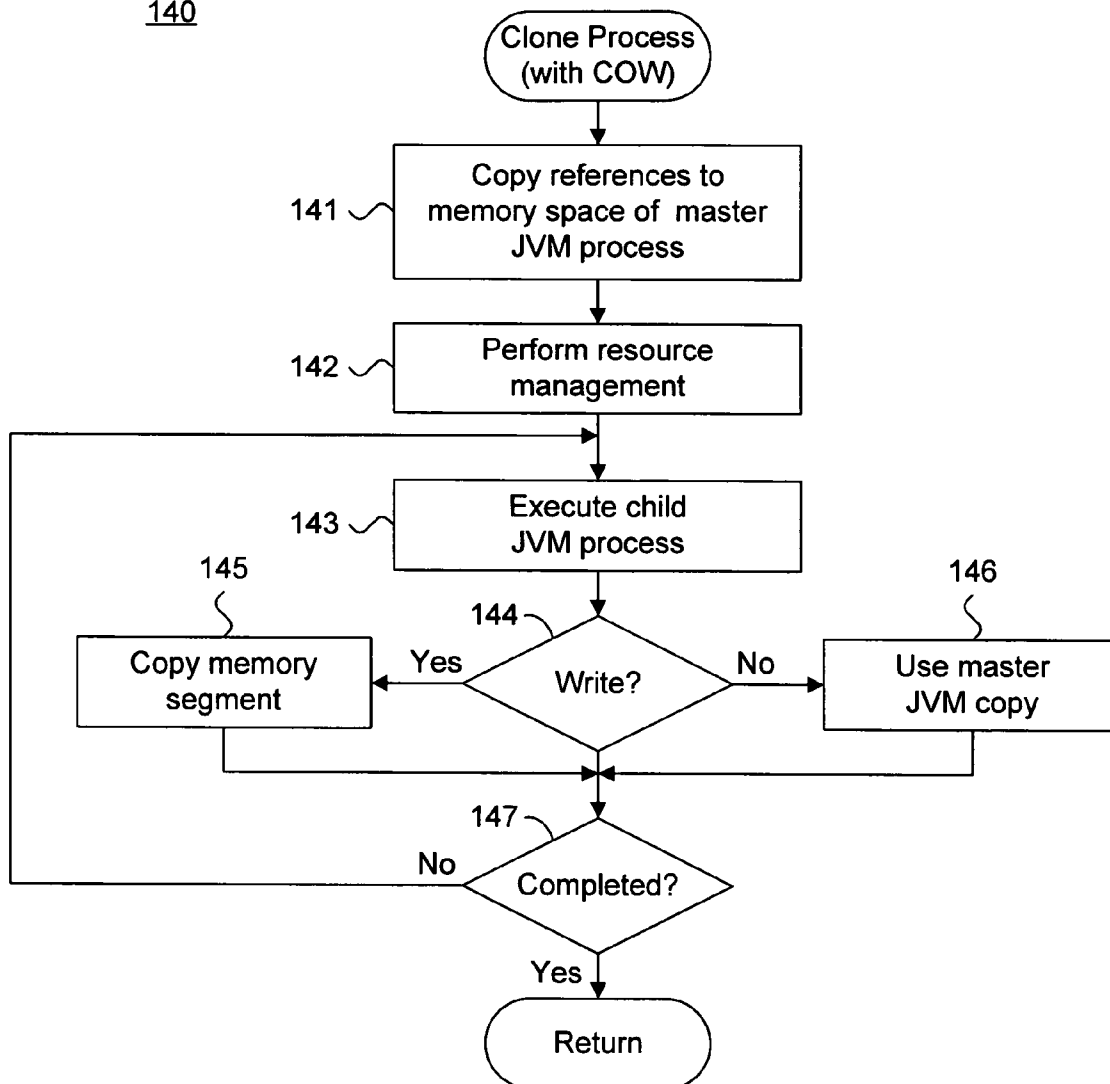 140
Clone Process
(with COW)
141
Copy references to
memory space of master
JVM process
142
Perform resource
management
143
Execute child
JVM process
145
146
144
Copy memory
segment
Yes
Write?
No
Use master
JVM copy
147
No
Completed?
Yes
Return